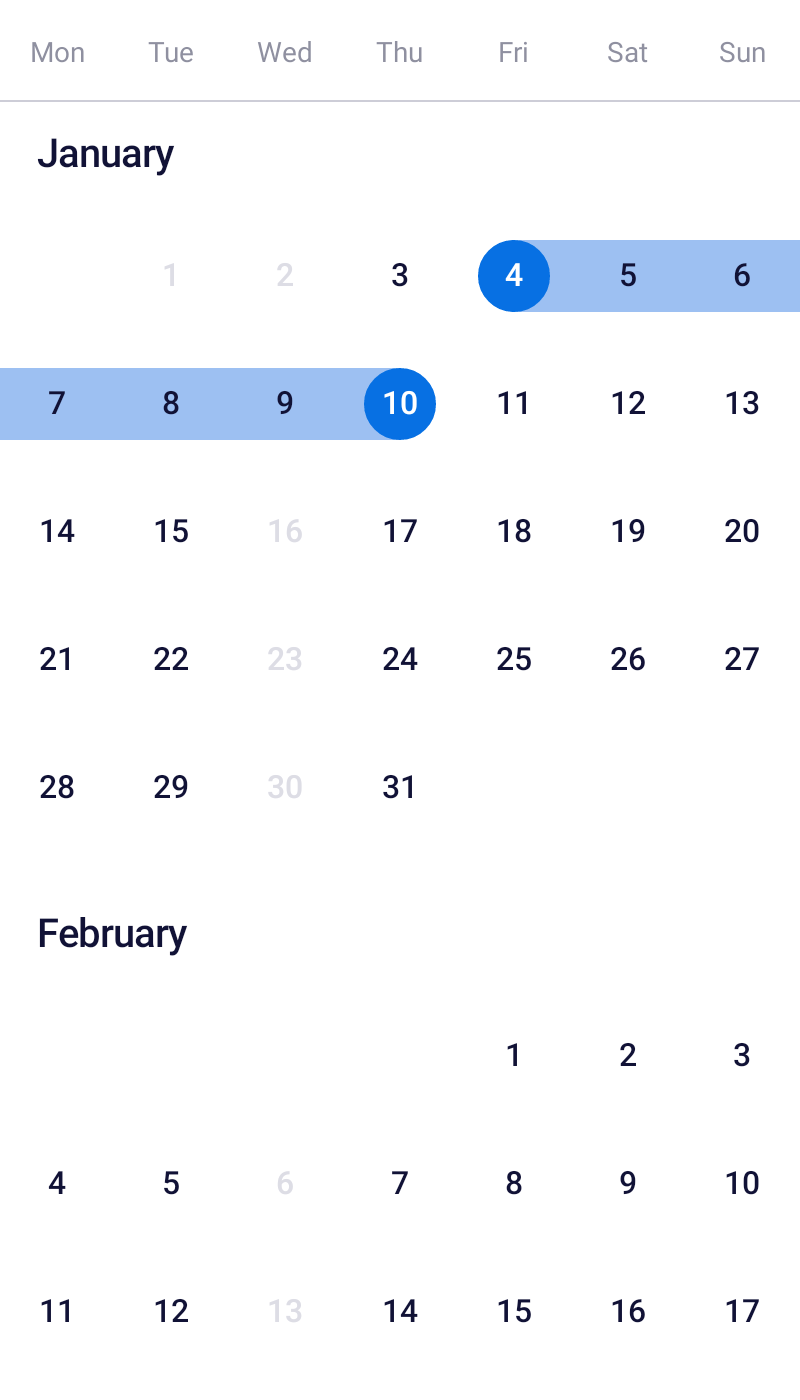 Mon Tue Wed Thu Fri Sat Sun
January
1 2 3 4 5 6
7 8 9 10 11 12 13
14 15 16 17 18 19 20
21 22 23 24 25 26 27
28 29 30 31
February
1 2 3
4 5 6 7 8 9 10
11 12 13 14 15 16 17